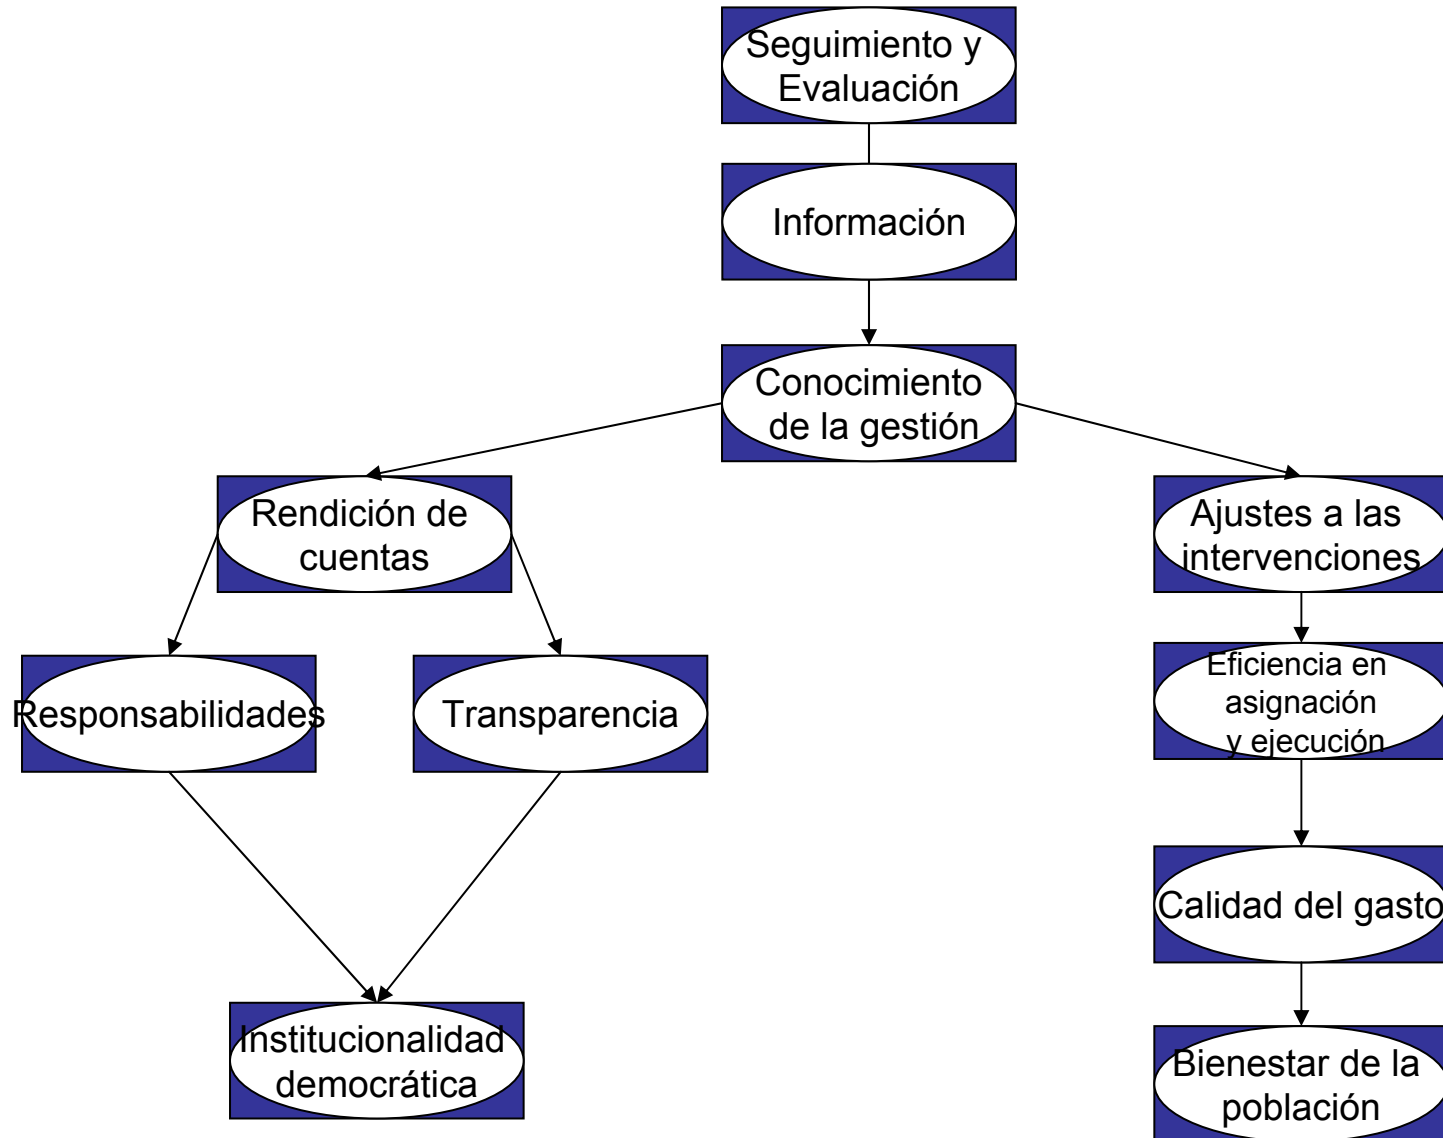 Seguimiento y
Evaluación
Información
Conocimiento
de la gestión
Rendición de
cuentas
Ajustes a las
intervenciones
Responsabilidades
Transparencia
Eficiencia en
asignación
y ejecución
Calidad del gasto
Institucionalidad
democrática
Bienestar de la
población